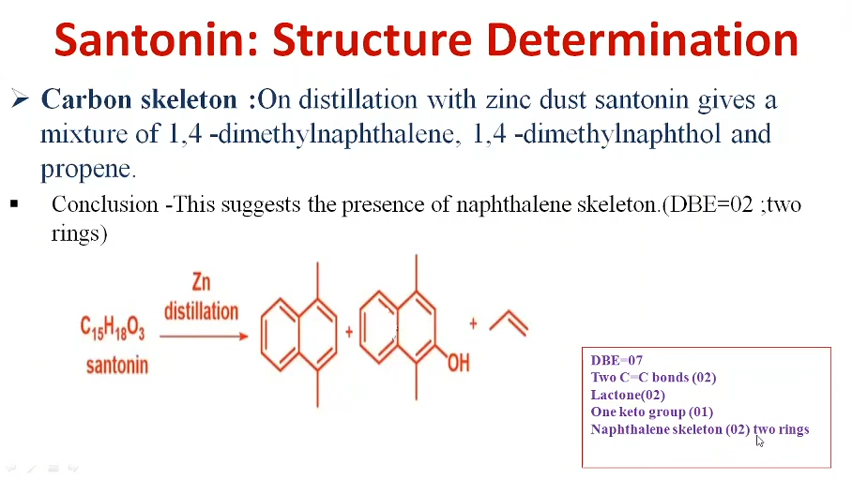 Santonin: Structure Determination
➢ Carbon skeleton :On distillation with zinc dust santonin gives a
mixture of 1,4 -dimethylnaphthalene, 1,4 -dimethylnaphthol and
propene.
▪ Conclusion -This suggests the presence of naphthalene skeleton.(DBE=02 ;two
rings)
Zn
distillation
C₁₅H₁₈O₃
santonin
+
+
OH
DBE=07
Two C=C bonds (02)
Lactone(02)
One keto group (01)
Naphthalene skeleton (02) two rings